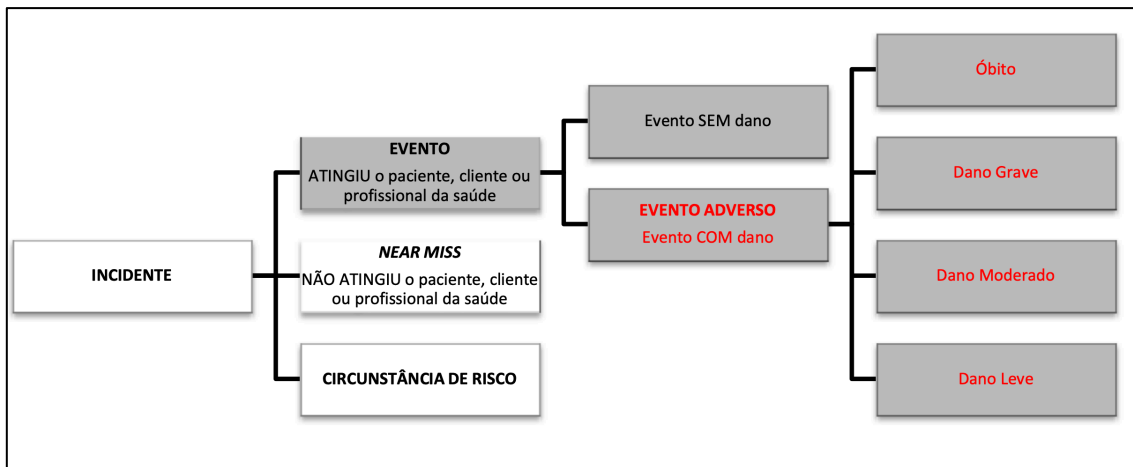 INCIDENTE
EVENTO
ATINGIU o paciente, cliente ou
profissional da saúde
NEAR MISS
NÃO ATINGIU o paciente, cliente
ou profissional da saúde
CIRCUNSTÂNCIA DE RISCO
Evento SEM dano
EVENTO ADVERSO
Evento COM dano
Óbito
Dano Grave
Dano Moderado
Dano Leve